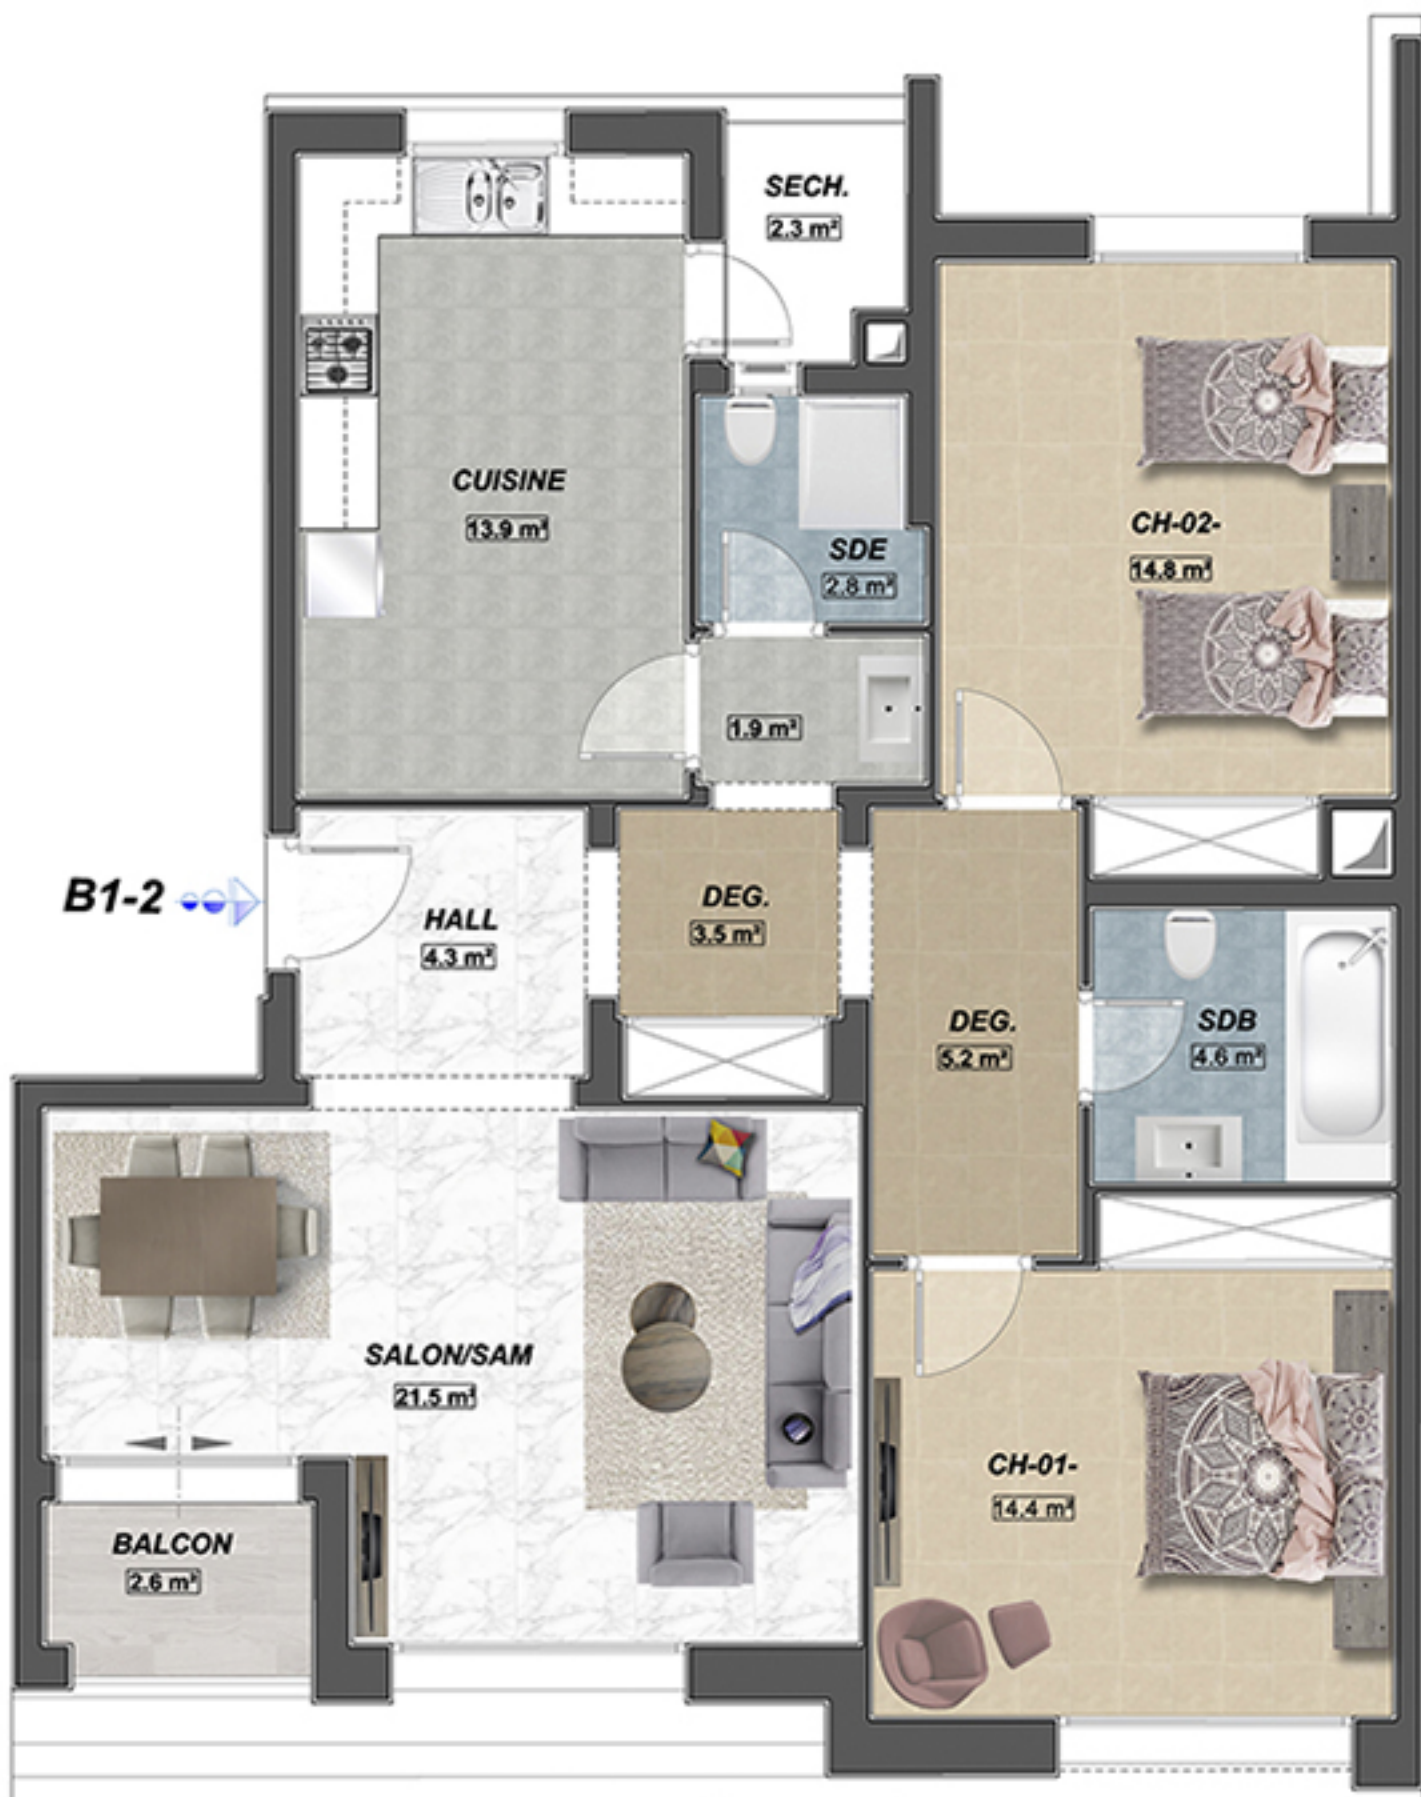 SECH.
2.3 m²
CUISINE
13.9 m²
CH-02-
14.8 m²
SDE
2.8 m²
1.9 m²
B1-2
HALL
4.3 m²
DEG.
3.5 m²
DEG.
5.2 m²
SDB
4.6 m²
SALON/SAM
21.5 m²
CH-01-
14.4 m²
BALCON
2.6 m²